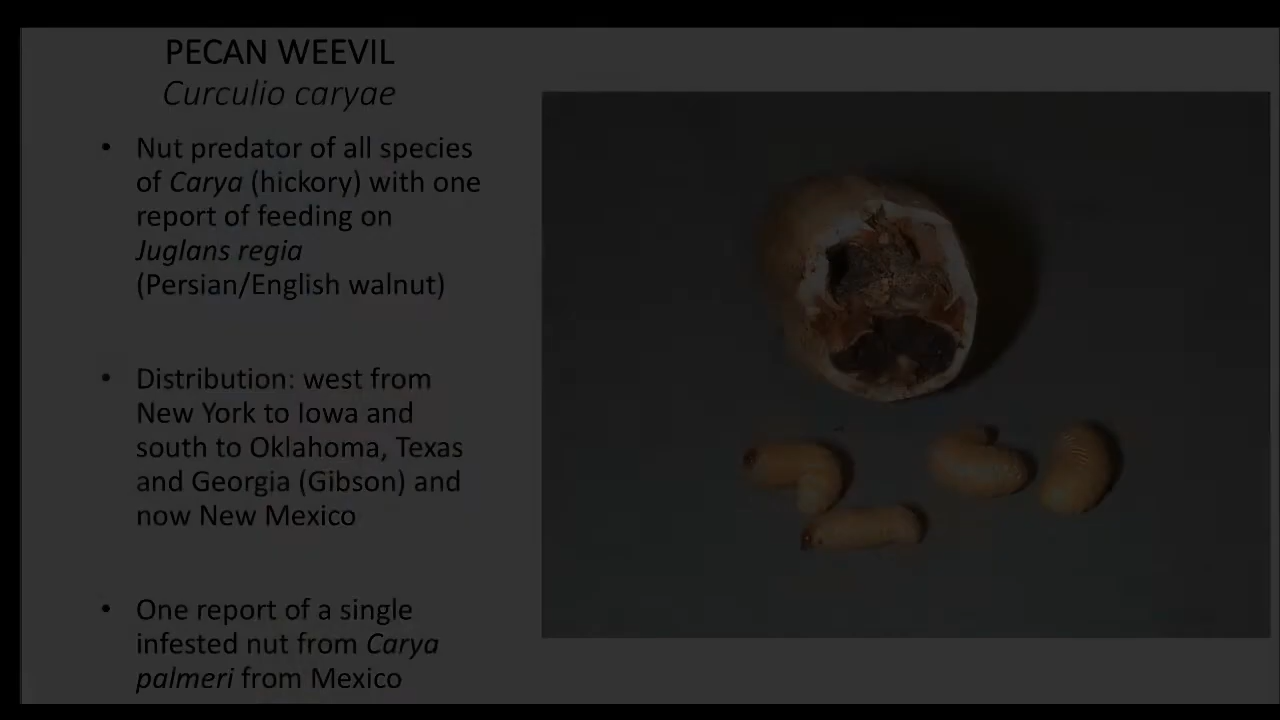 PECAN WEEVIL
Curculio caryae
• Nut predator of all species
of Carya (hickory) with one
report of feeding on
Juglans regia
(Persian/English walnut)
• Distribution: west from
New York to Iowa and
south to Oklahoma, Texas
and Georgia (Gibson) and
now New Mexico
• One report of a single
infested nut from Carya
palmeri from Mexico